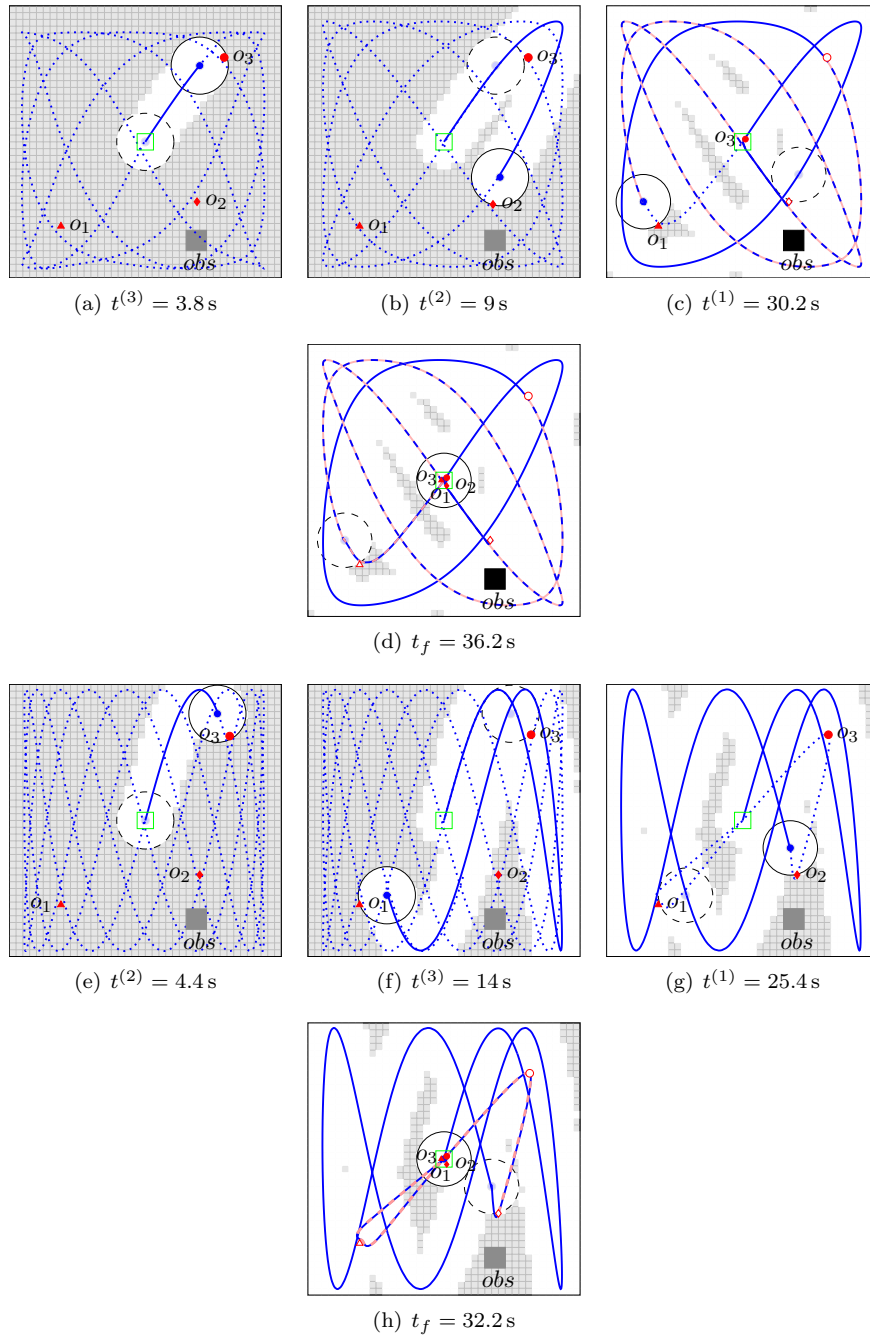 o₃
o₁
o₂
obs
(a) t⁽³⁾ = 3.8 s
o₃
o₂
o₁
obs
(b) t⁽²⁾ = 9 s
o₃
o₁
obs
(c) t⁽¹⁾ = 30.2 s
o₃ o₂
o₁
obs
(d) t_f = 36.2 s
o₃
o₂
o₁
obs
(e) t⁽²⁾ = 4.4 s
o₃
o₂
o₁
obs
(f) t⁽³⁾ = 14 s
o₃
o₂
o₁
obs
(g) t⁽¹⁾ = 25.4 s
o₃ o₂
o₁
obs
(h) t_f = 32.2 s